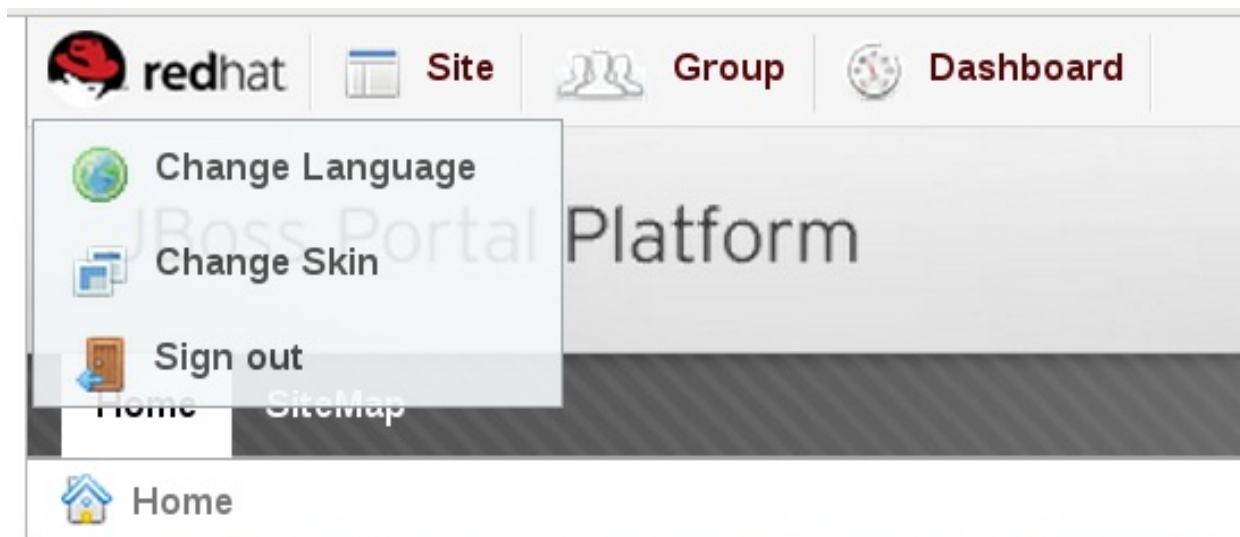 redhat Site Group Dashboard
Change Language
JBoss Portal Platform
Change Skin
Sign out
Home SiteMap
Home